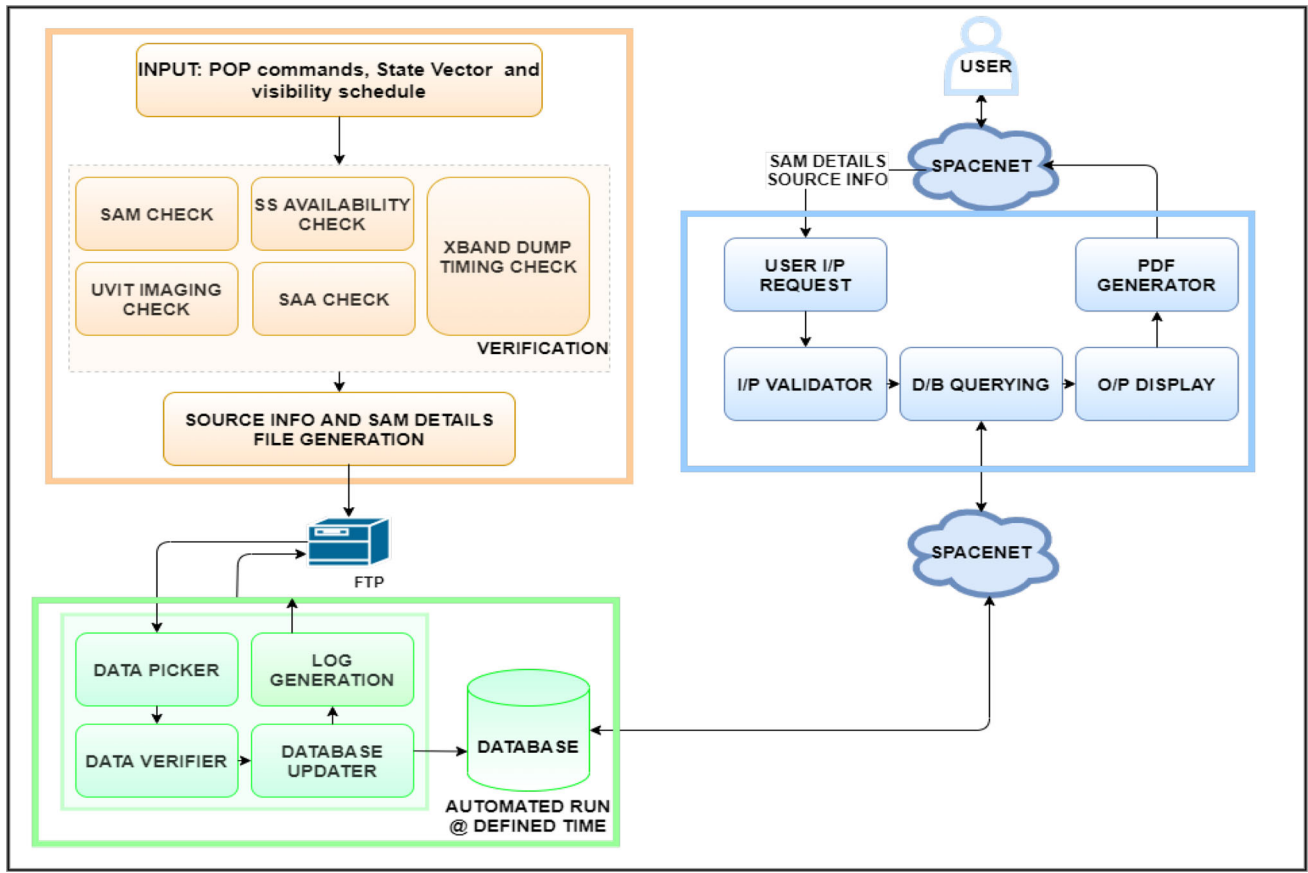 INPUT: POP commands, State Vector and
visibility schedule
SAM CHECK
SS AVAILABILITY
CHECK
XBAND DUMP
TIMING CHECK
UVIT IMAGING
CHECK
SAA CHECK
VERIFICATION
SOURCE INFO AND SAM DETAILS
FILE GENERATION
FTP
DATA PICKER
LOG
GENERATION
DATA VERIFIER
DATABASE
UPDATER
DATABASE
AUTOMATED RUN
@ DEFINED TIME
USER
SPACENET
SAM DETAILS
SOURCE INFO
USER I/P
REQUEST
PDF
GENERATOR
I/P VALIDATOR
D/B QUERYING
O/P DISPLAY
SPACENET